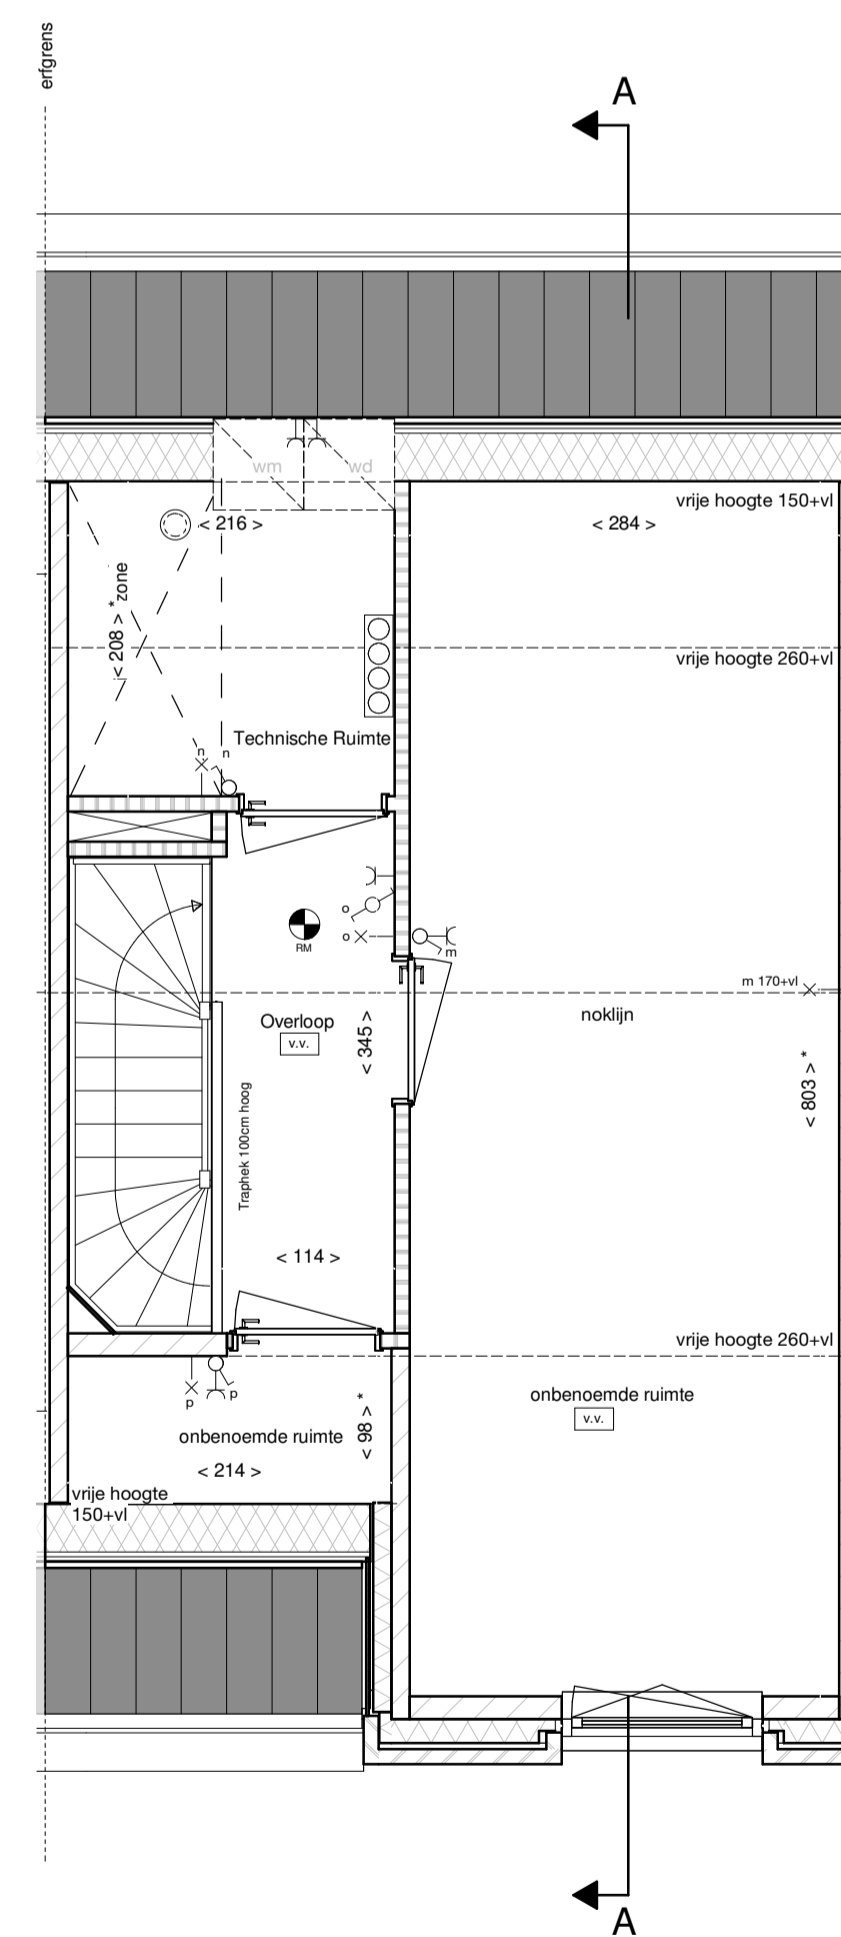 erfgrens
A
wm
wd
vrije hoogte 150+vl
< 216 >
< 284 >
zone
< 208 > *
vrije hoogte 260+vl
Technische Ruimte
n
n
o
o
RM
m
m 170+vl
Overloop
v.v.
noklijn
< 345 >
< 803 > *
Traphek 100cm hoog
< 114 >
vrije hoogte 260+vl
p
p
onbenoemde ruimte
v.v.
< 98 > *
onbenoemde ruimte
< 214 >
vrije hoogte
150+vl
A